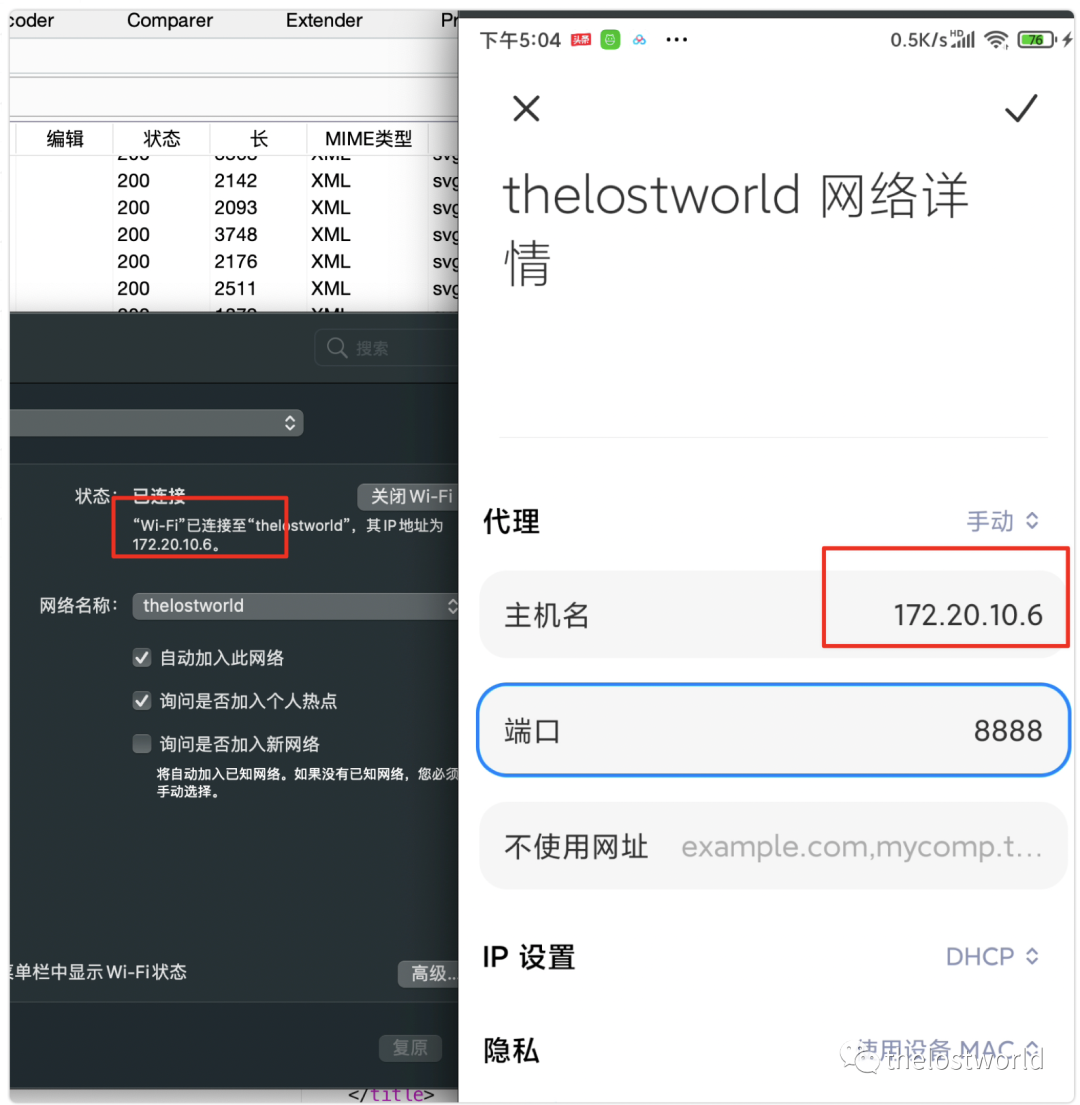 coder Comparer Extender Pr
编辑 状态 长 MIME类型
XML
200 2142 XML svg
200 2093 XML svg
200 3748 XML svg
200 2176 XML svg
200 2511 XML svg
搜索
状态： 已连接 关闭 Wi-Fi
“Wi-Fi”已连接至“thelostworld”，其 IP 地址为
172.20.10.6。
网络名称： thelostworld
自动加入此网络
询问是否加入个人热点
询问是否加入新网络
将自动加入已知网络。如果没有已知网络，您必须
手动选择。
菜单栏中显示 Wi-Fi 状态
高级...
复原
</title>
下午5:04 头条 ··· 0.5K/s HD 76
thelostworld 网络详
情
代理 手动
主机名 172.20.10.6
端口 8888
不使用网址 example.com,mycomp.t...
IP 设置 DHCP
隐私 使用设备 MAC
thelostworld